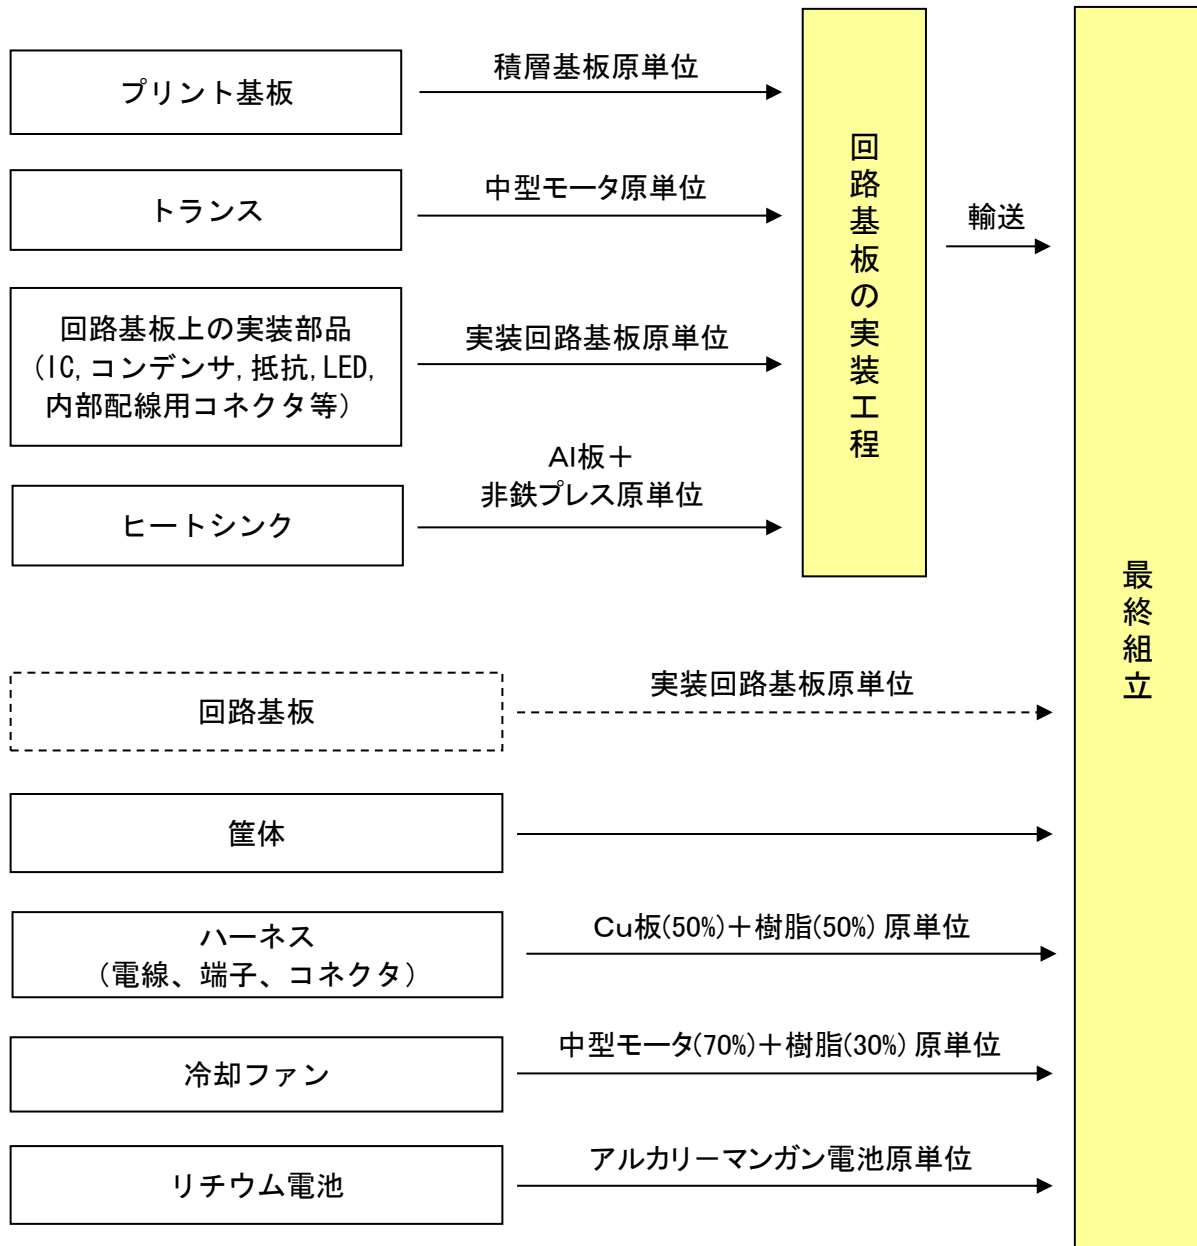 プリント基板
積層基板原単位
トランス
中型モータ原単位
回路基板上の実装部品
(IC,コンデンサ,抵抗,LED,
内部配線用コネクタ等)
実装回路基板原単位
ヒートシンク
Al板+
非鉄プレス原単位
回路基板の実装工程
輸送
回路基板
実装回路基板原単位
筐体
ハーネス
(電線、端子、コネクタ)
Cu板(50%)+樹脂(50%)原単位
冷却ファン
中型モータ(70%)+樹脂(30%)原単位
リチウム電池
アルカリーマンガン電池原単位
最終組立